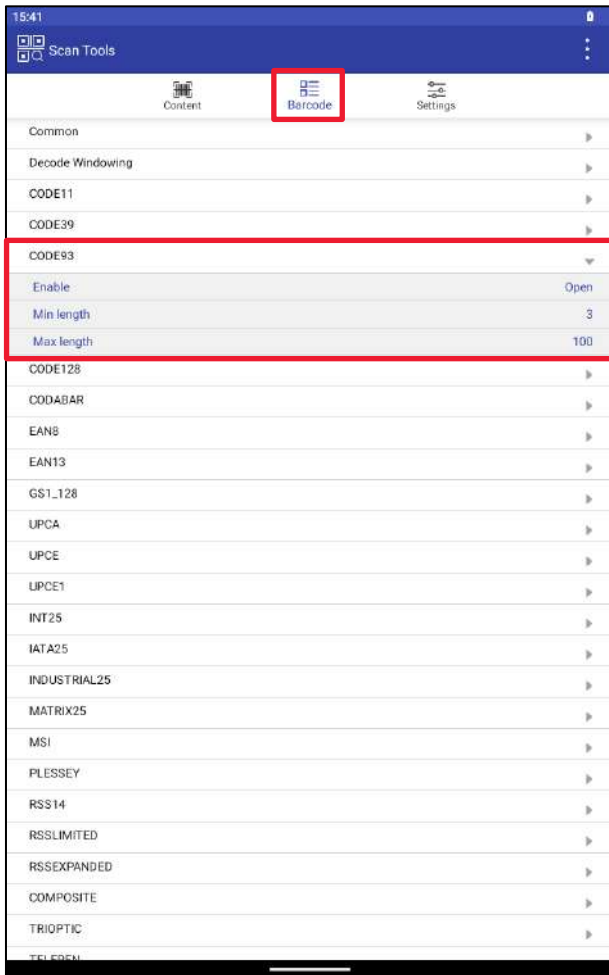 15:41
Scan Tools
Content Barcode Settings
Common
Decode Windowing
CODE11
CODE39
CODE93
Enable Open
Min length 3
Max length 100
CODE128
CODABAR
EAN8
EAN13
GS1_128
UPCA
UPCE
UPCE1
INT25
IATA25
INDUSTRIAL25
MATRIX25
MSI
PLESSEY
RSS14
RSSLIMITED
RSSEXPANDED
COMPOSITE
TRIOPTIC
TELEPEN